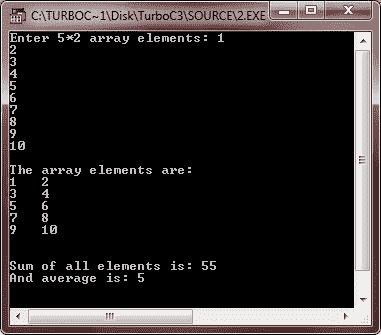 C:\TURBOC~1\Disk\TurboC3\SOURCE\2.EXE
Enter 5*2 array elements: 1
2
3
4
5
6
7
8
9
10
The array elements are:
1 2
3 4
5 6
7 8
9 10
Sum of all elements is: 55
And average is: 5